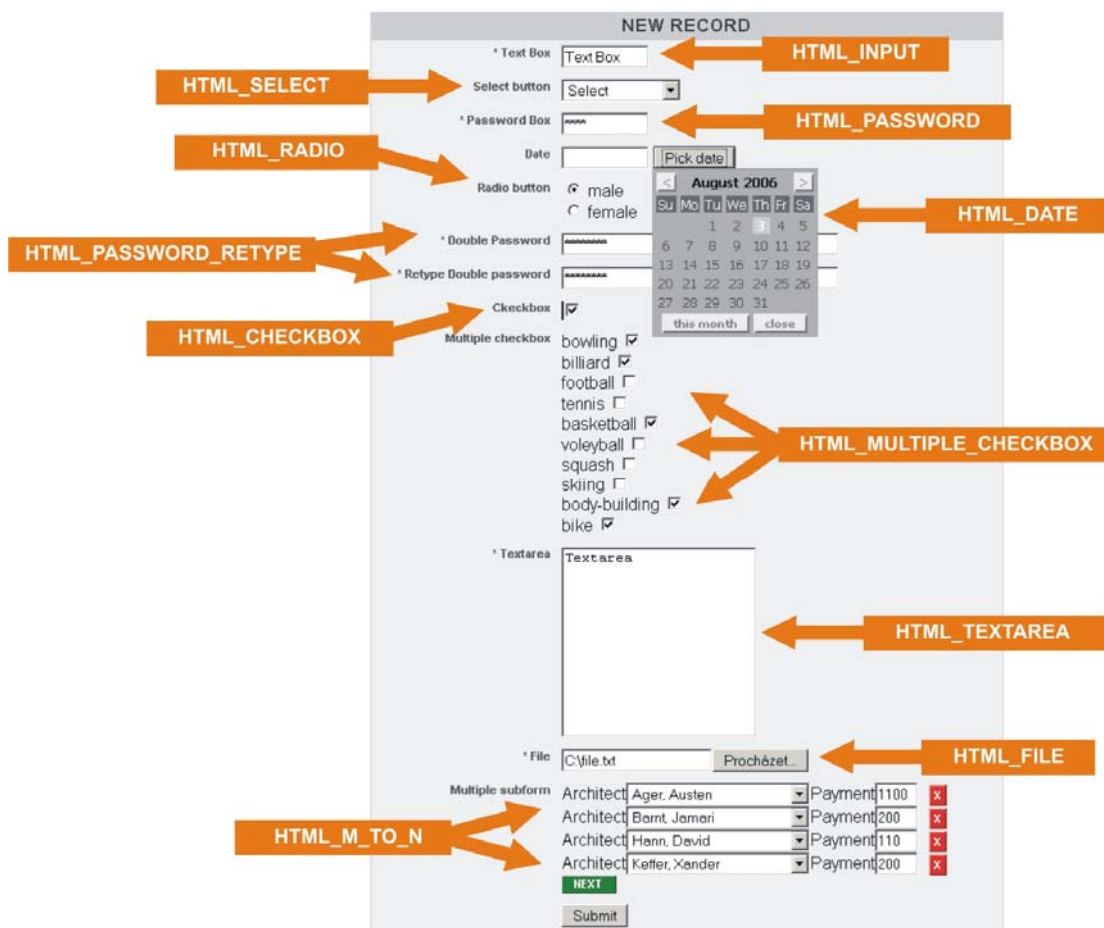 NEW RECORD
* Text Box Text Box HTML_INPUT
HTML_SELECT Select button Select
* Password Box **** HTML_PASSWORD
HTML_RADIO Date Pick date
Radio button male
female
< August 2006 >
Su Mo Tu We Th Fr Sa
1 2 3 4 5
6 7 8 9 10 11 12
13 14 15 16 17 18 19
20 21 22 23 24 25 26
27 28 29 30 31
this month close
HTML_DATE
HTML_PASSWORD_RETYPE * Double Password ********
* Retype Double password ********
HTML_CHECKBOX Ckeckbox
Multiple checkbox bowling
billiard
football
tennis
basketball
voleyball HTML_MULTIPLE_CHECKBOX
squash
skiing
body-building
bike
* Textarea Textarea
HTML_TEXTAREA
* File C:\file.txt Procházet... HTML_FILE
Multiple subform Architect Ager, Austen Payment 1100 X
Architect Barnt, Jamari Payment 200 X
HTML_M_TO_N Architect Hann, David Payment 110 X
Architect Keffer, Xander Payment 200 X
NEXT
Submit